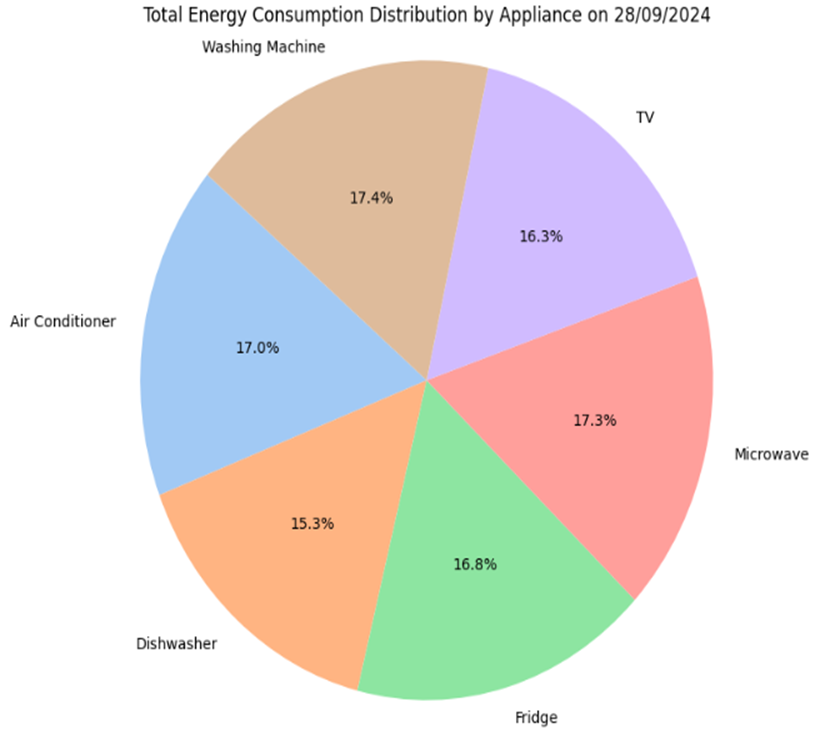 Total Energy Consumption Distribution by Appliance on 28/09/2024
Washing Machine
TV
17.4%
16.3%
Air Conditioner
17.0%
17.3%
Microwave
15.3%
16.8%
Dishwasher
Fridge